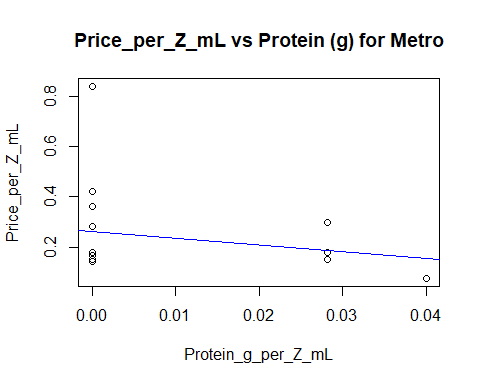 Price_per_Z_mL vs Protein (g) for Metro
Price_per_Z_mL
0.8
0.6
0.4
0.2
0.00 0.01 0.02 0.03 0.04
Protein_g_per_Z_mL